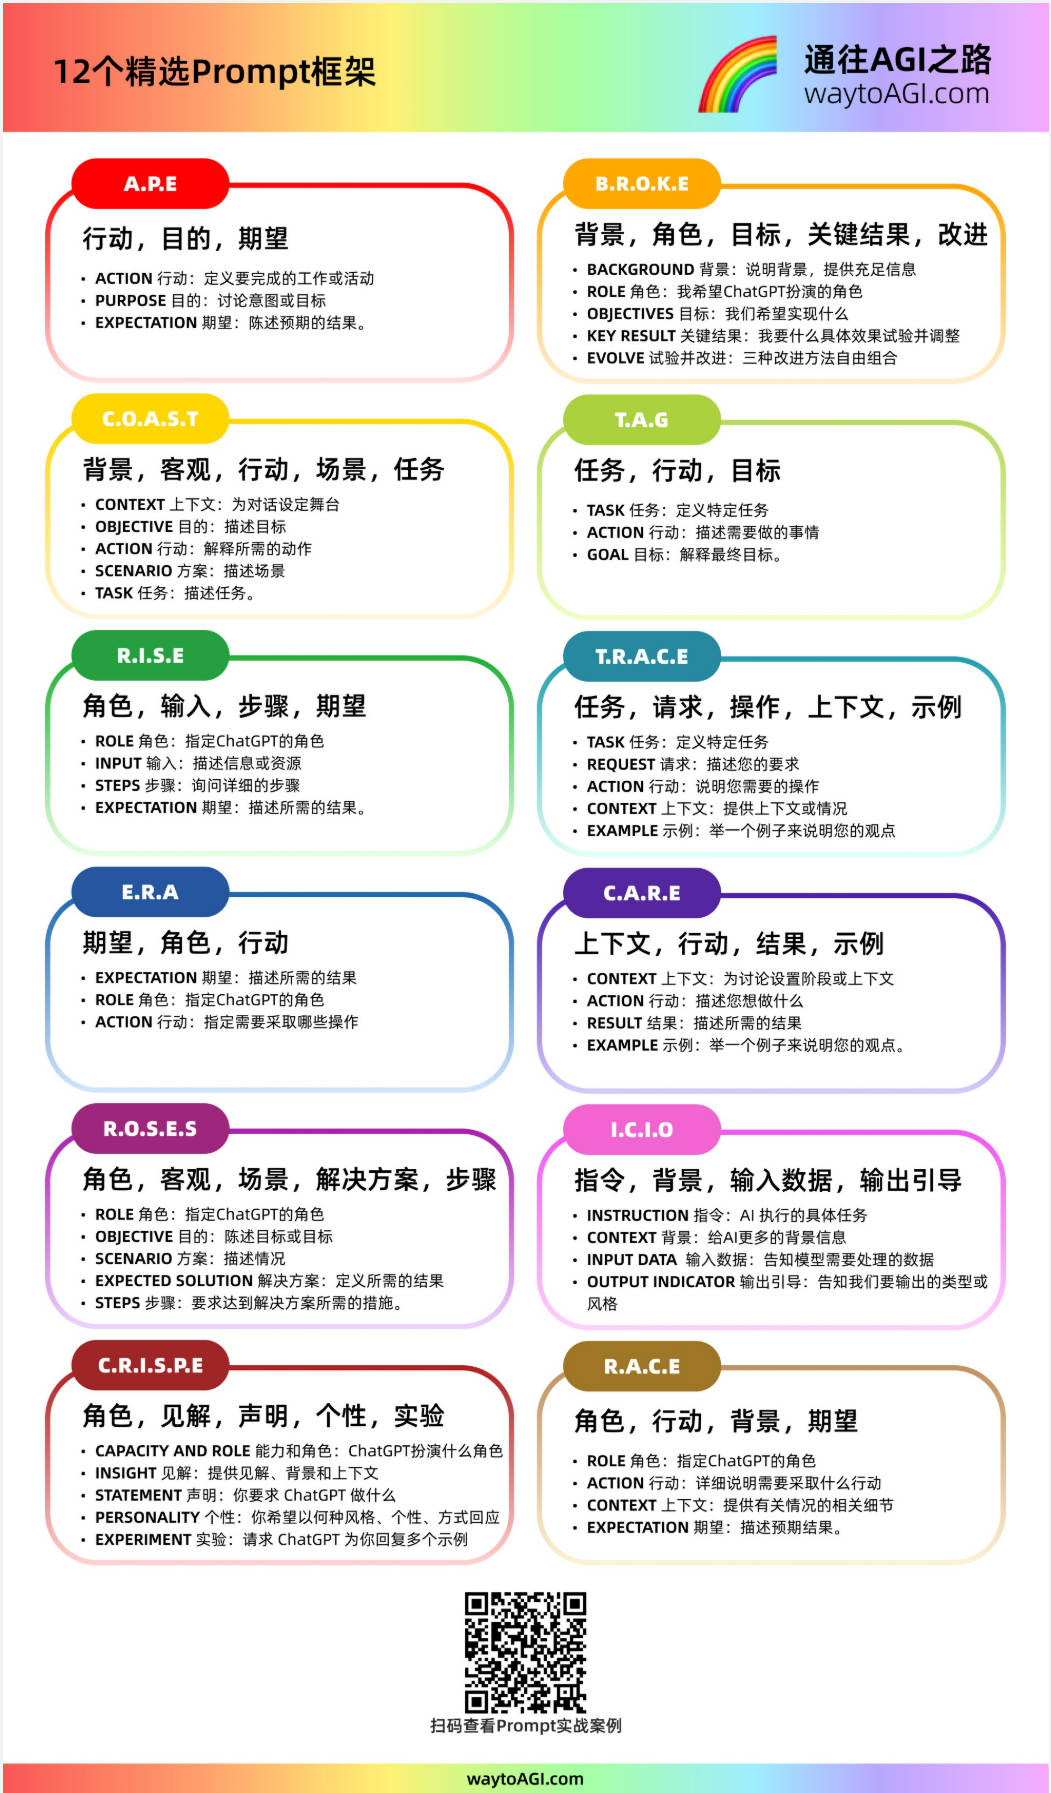 12个精选Prompt框架
通往AGI之路
waytoAGI.com
A.P.E
行动，目的，期望
• ACTION 行动：定义要完成的工作或活动
• PURPOSE 目的：讨论意图或目标
• EXPECTATION 期望：陈述预期的结果。
B.R.O.K.E
背景，角色，目标，关键结果，改进
• BACKGROUND 背景：说明背景，提供充足信息
• ROLE 角色：我希望ChatGPT扮演的角色
• OBJECTIVES 目标：我们希望实现什么
• KEY RESULT 关键结果：我要什么具体效果试验并调整
• EVOLVE 试验并改进：三种改进方法自由组合
C.O.A.S.T
背景，客观，行动，场景，任务
• CONTEXT 上下文：为对话设定舞台
• OBJECTIVE 目的：描述目标
• ACTION 行动：解释所需的动作
• SCENARIO 方案：描述场景
• TASK 任务：描述任务。
T.A.G
任务，行动，目标
• TASK 任务：定义特定任务
• ACTION 行动：描述需要做的事情
• GOAL 目标：解释最终目标。
R.I.S.E
角色，输入，步骤，期望
• ROLE 角色：指定ChatGPT的角色
• INPUT 输入：描述信息或资源
• STEPS 步骤：询问详细的步骤
• EXPECTATION 期望：描述所需的结果。
T.R.A.C.E
任务，请求，操作，上下文，示例
• TASK 任务：定义特定任务
• REQUEST 请求：描述您的要求
• ACTION 行动：说明您需要的操作
• CONTEXT 上下文：提供上下文或情况
• EXAMPLE 示例：举一个例子来说明您的观点
E.R.A
期望，角色，行动
• EXPECTATION 期望：描述所需的结果
• ROLE 角色：指定ChatGPT的角色
• ACTION 行动：指定需要采取哪些操作
C.A.R.E
上下文，行动，结果，示例
• CONTEXT 上下文：为讨论设置阶段或上下文
• ACTION 行动：描述您想做什么
• RESULT 结果：描述所需的结果
• EXAMPLE 示例：举一个例子来说明您的观点。
R.O.S.E.S
角色，客观，场景，解决方案，步骤
• ROLE 角色：指定ChatGPT的角色
• OBJECTIVE 目的：陈述目标或目标
• SCENARIO 方案：描述情况
• EXPECTED SOLUTION 解决方案：定义所需的结果
• STEPS 步骤：要求达到解决方案所需的措施。
I.C.I.O
指令，背景，输入数据，输出引导
• INSTRUCTION 指令：AI 执行的具体任务
• CONTEXT 背景：给AI更多的背景信息
• INPUT DATA 输入数据：告知模型需要处理的数据
• OUTPUT INDICATOR 输出引导：告知我们要输出的类型或
风格
C.R.I.S.P.E
角色，见解，声明，个性，实验
• CAPACITY AND ROLE 能力和角色：ChatGPT扮演什么角色
• INSIGHT 见解：提供见解、背景和上下文
• STATEMENT 声明：你要求 ChatGPT 做什么
• PERSONALITY 个性：你希望以何种风格、个性、方式回应
• EXPERIMENT 实验：请求 ChatGPT 为你回复多个示例
R.A.C.E
角色，行动，背景，期望
• ROLE 角色：指定ChatGPT的角色
• ACTION 行动：详细说明需要采取什么行动
• CONTEXT 上下文：提供有关情况的相关细节
• EXPECTATION 期望：描述预期结果。
扫码查看Prompt实战案例
waytoAGI.com